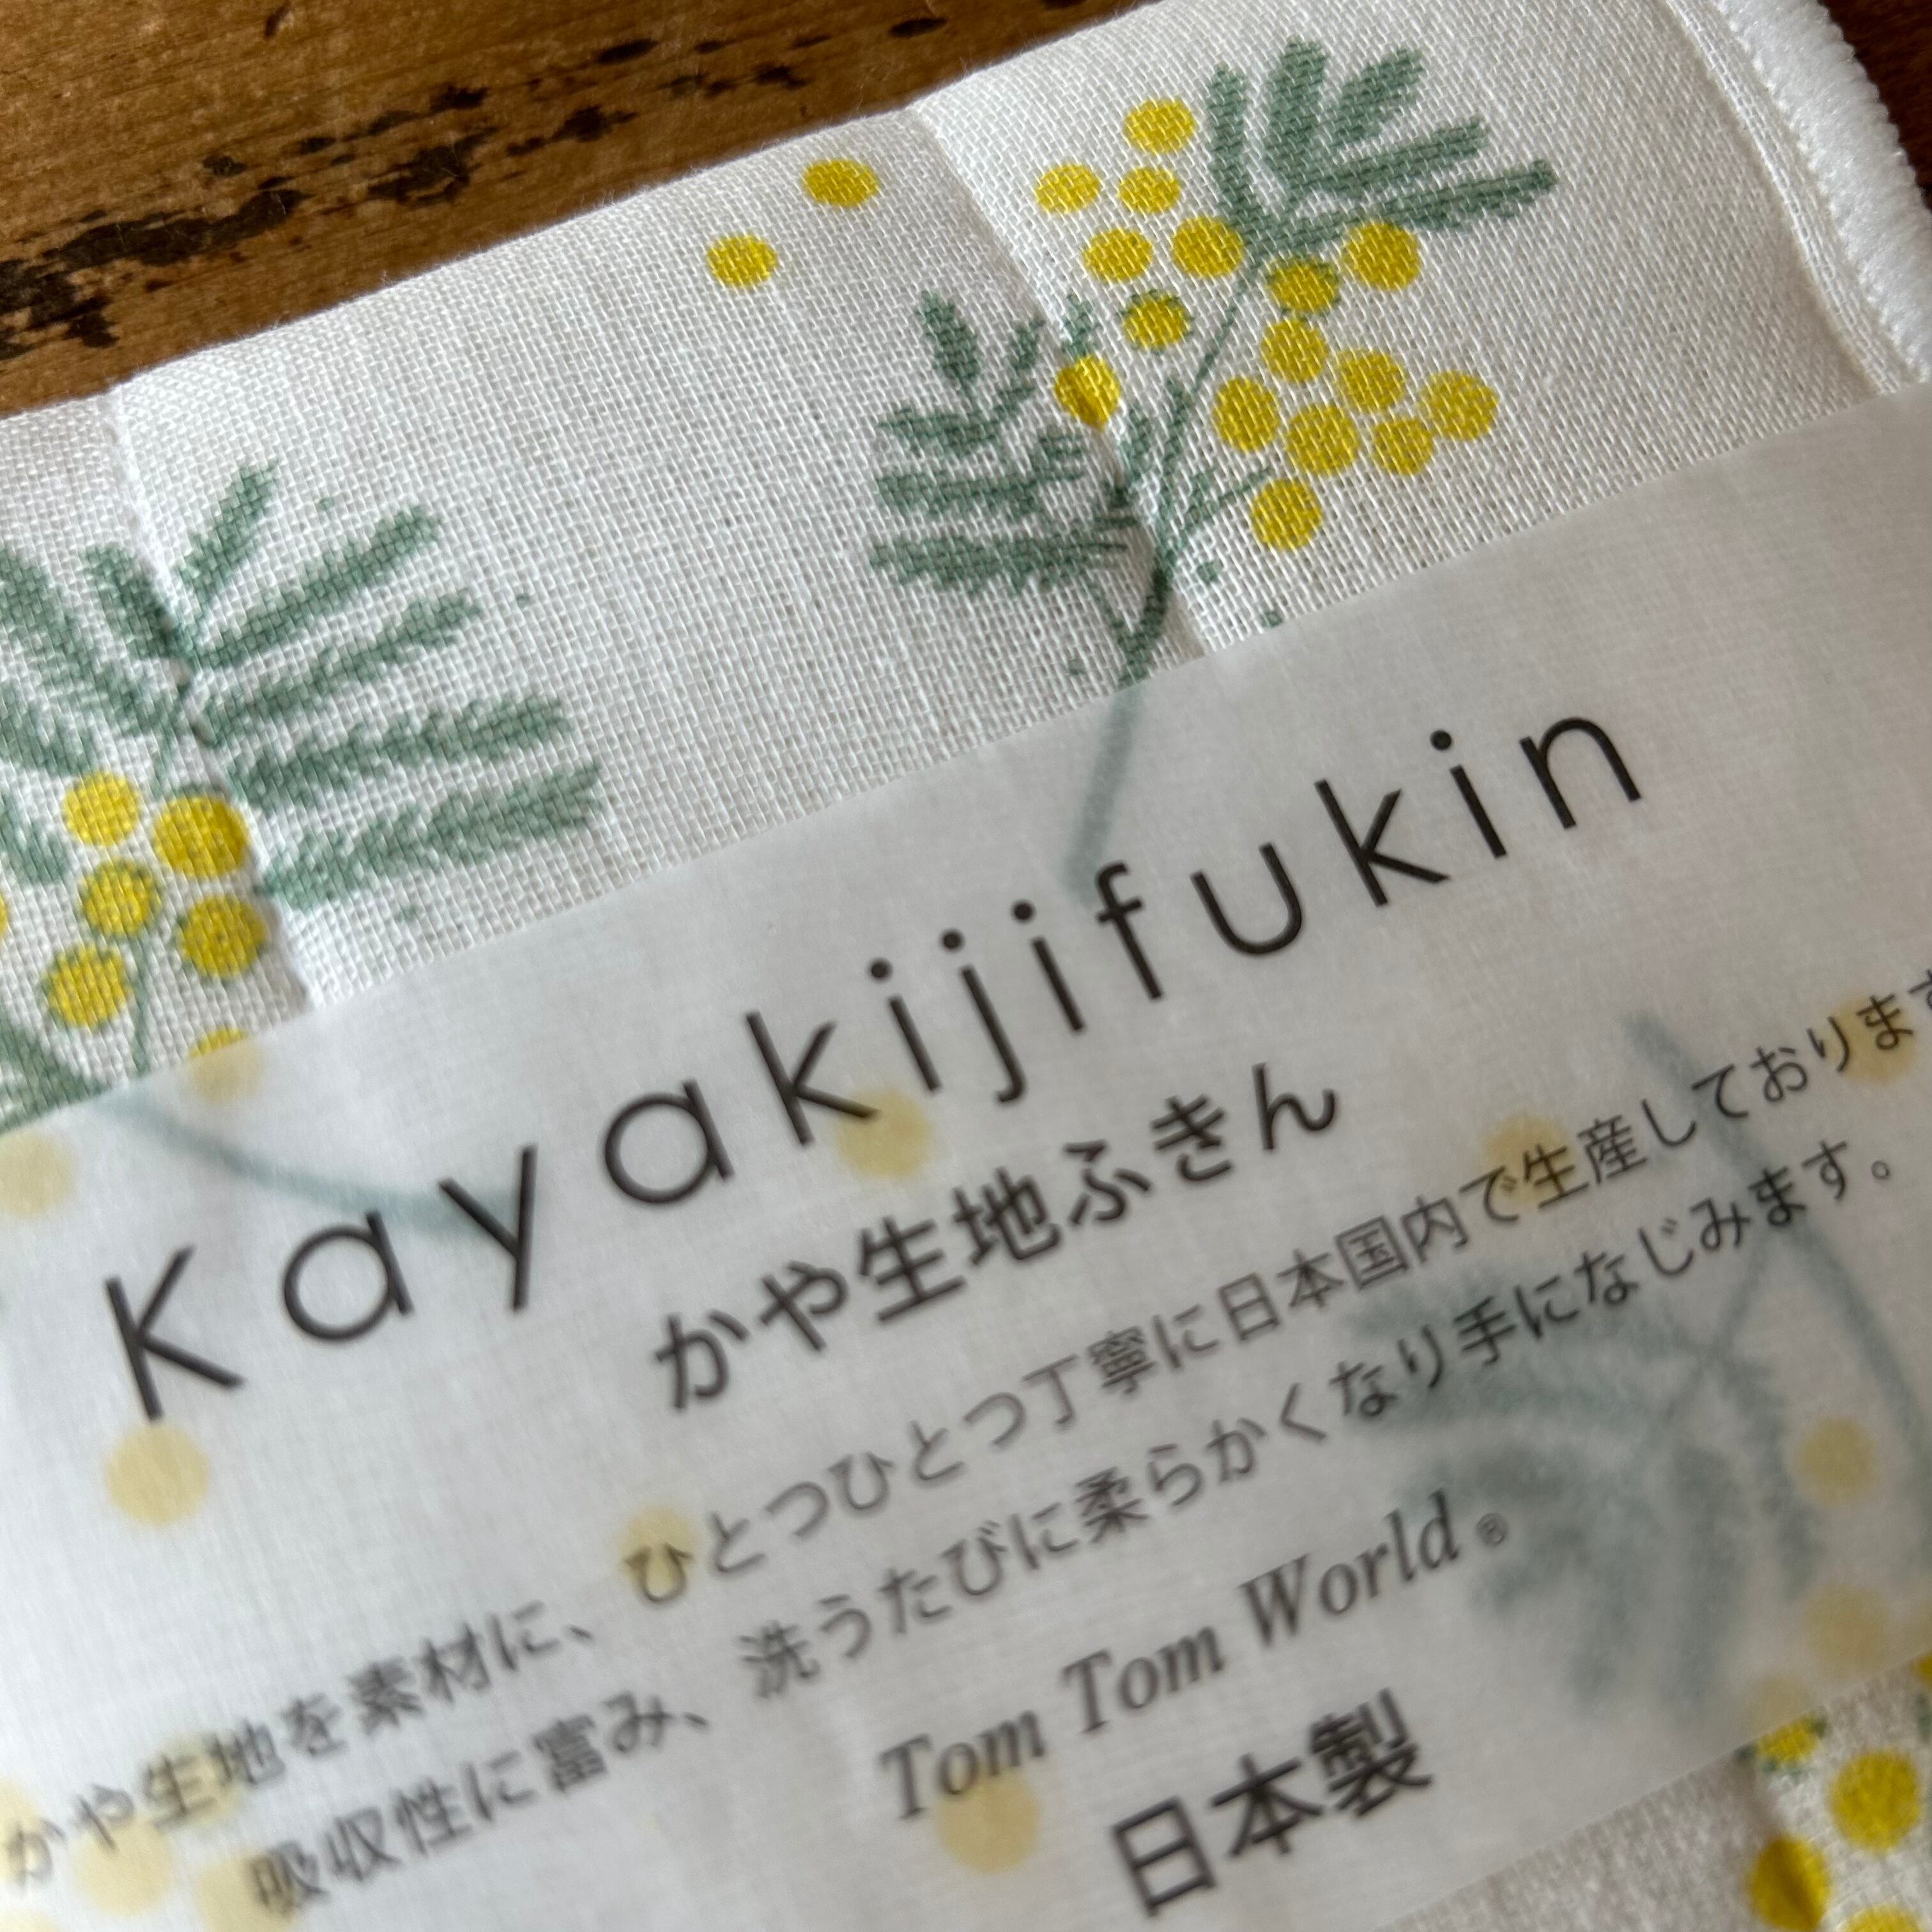 Kayakijifukin
かや生地ふきん
かや生地を素材に、ひとつひとつ丁寧に日本国内で生産しております
吸収性に富み、洗うたびに柔らかくなり手になじみます。
Tom Tom World®
日本製